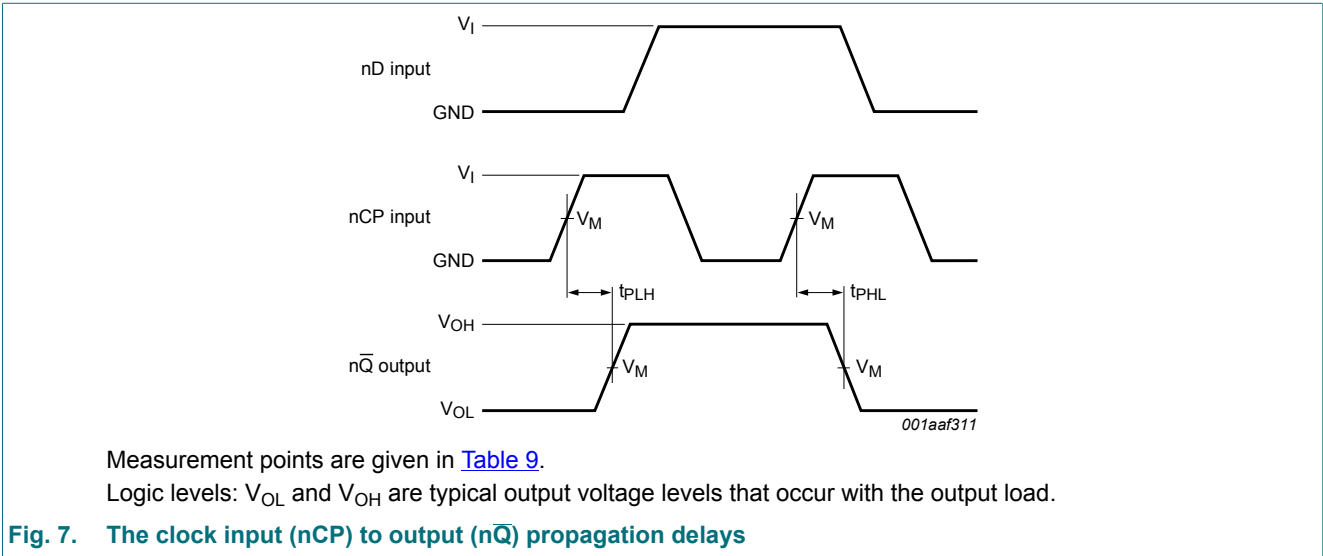 V_I
nD input
GND
V_I
nCP input
V_M
V_M
GND
t_PLH
t_PHL
V_OH
nQ̅ output
V_M
V_M
V_OL
001aaf311
Measurement points are given in Table 9.
Logic levels: V_OL and V_OH are typical output voltage levels that occur with the output load.
Fig. 7. The clock input (nCP) to output (nQ̅) propagation delays